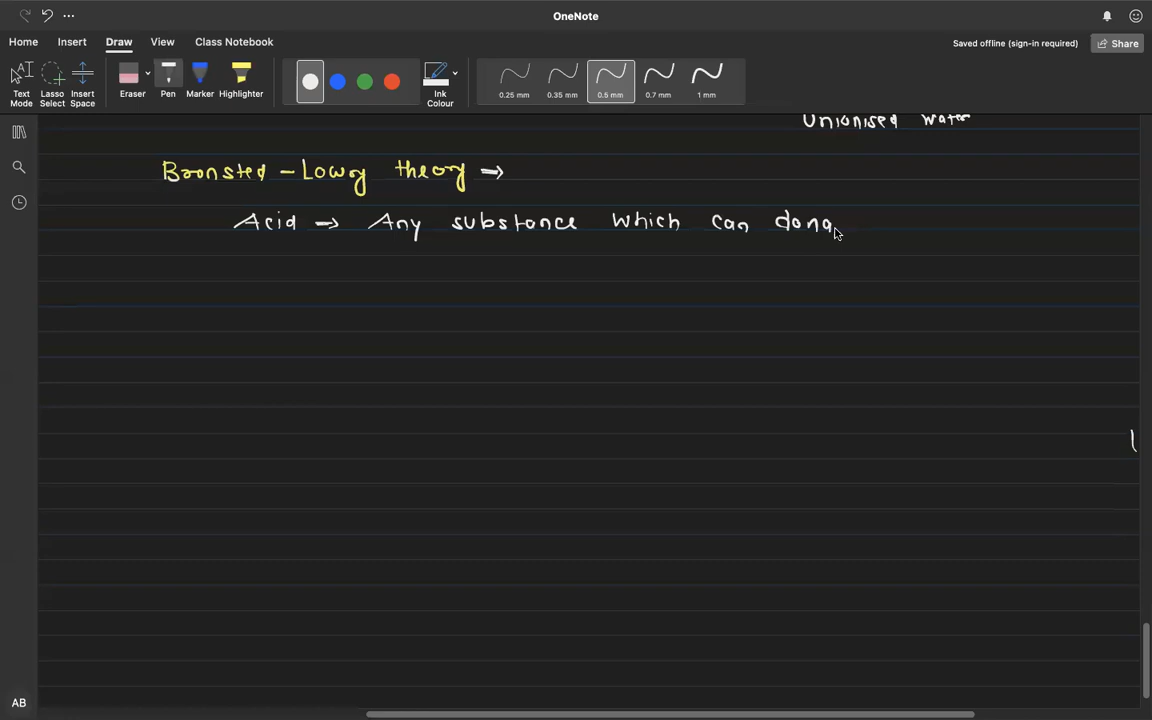 OneNote
Home Insert Draw View Class Notebook
Saved offline (sign-in required) Share
Text Mode Lasso Select Insert Space Eraser Pen Marker Highlighter Ink Colour 0.25 mm 0.35 mm 0.5 mm 0.7 mm 1 mm
Unionised water
Bronsted - Lowry theory →
Acid → Any substance which can dona
AB